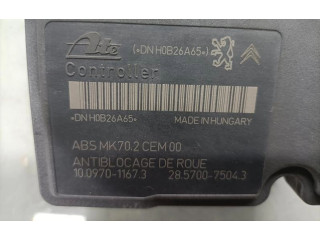 Ate (*DN H0B26A65*)
Controller
*DN H0B26A65* MADE IN HUNGARY
ABS MK70.2 CEM 00
ANTIBLOCAGE DE ROUE
10.0970-1167.3 28.5700-7504.3